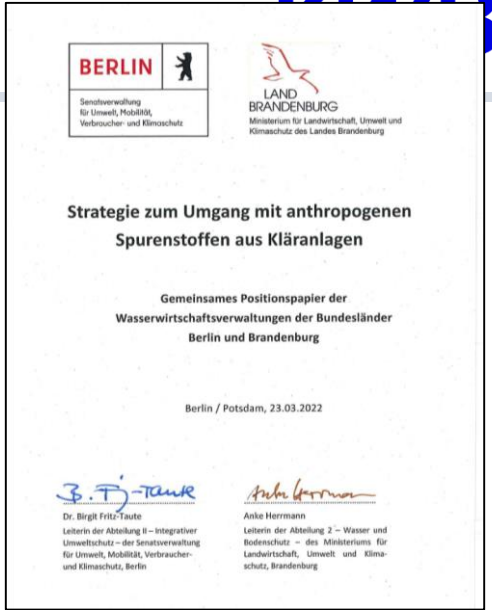 BERLIN
Senatsverwaltung
für Umwelt, Mobilität,
Verbraucher- und Klimaschutz
LAND
BRANDENBURG
Ministerium für Landwirtschaft, Umwelt und
Klimaschutz des Landes Brandenburg
Strategie zum Umgang mit anthropogenen
Spurenstoffen aus Kläranlagen
Gemeinsames Positionspapier der
Wasserwirtschaftsverwaltungen der Bundesländer
Berlin und Brandenburg
Berlin / Potsdam, 23.03.2022
Dr. Birgit Fritz-Taute
Leiterin der Abteilung II – Integrativer
Umweltschutz – der Senatsverwaltung
für Umwelt, Mobilität, Verbraucher-
und Klimaschutz, Berlin
Anke Herrmann
Leiterin der Abteilung 2 – Wasser und
Bodenschutz – des Ministeriums für
Landwirtschaft, Umwelt und Klima-
schutz, Brandenburg